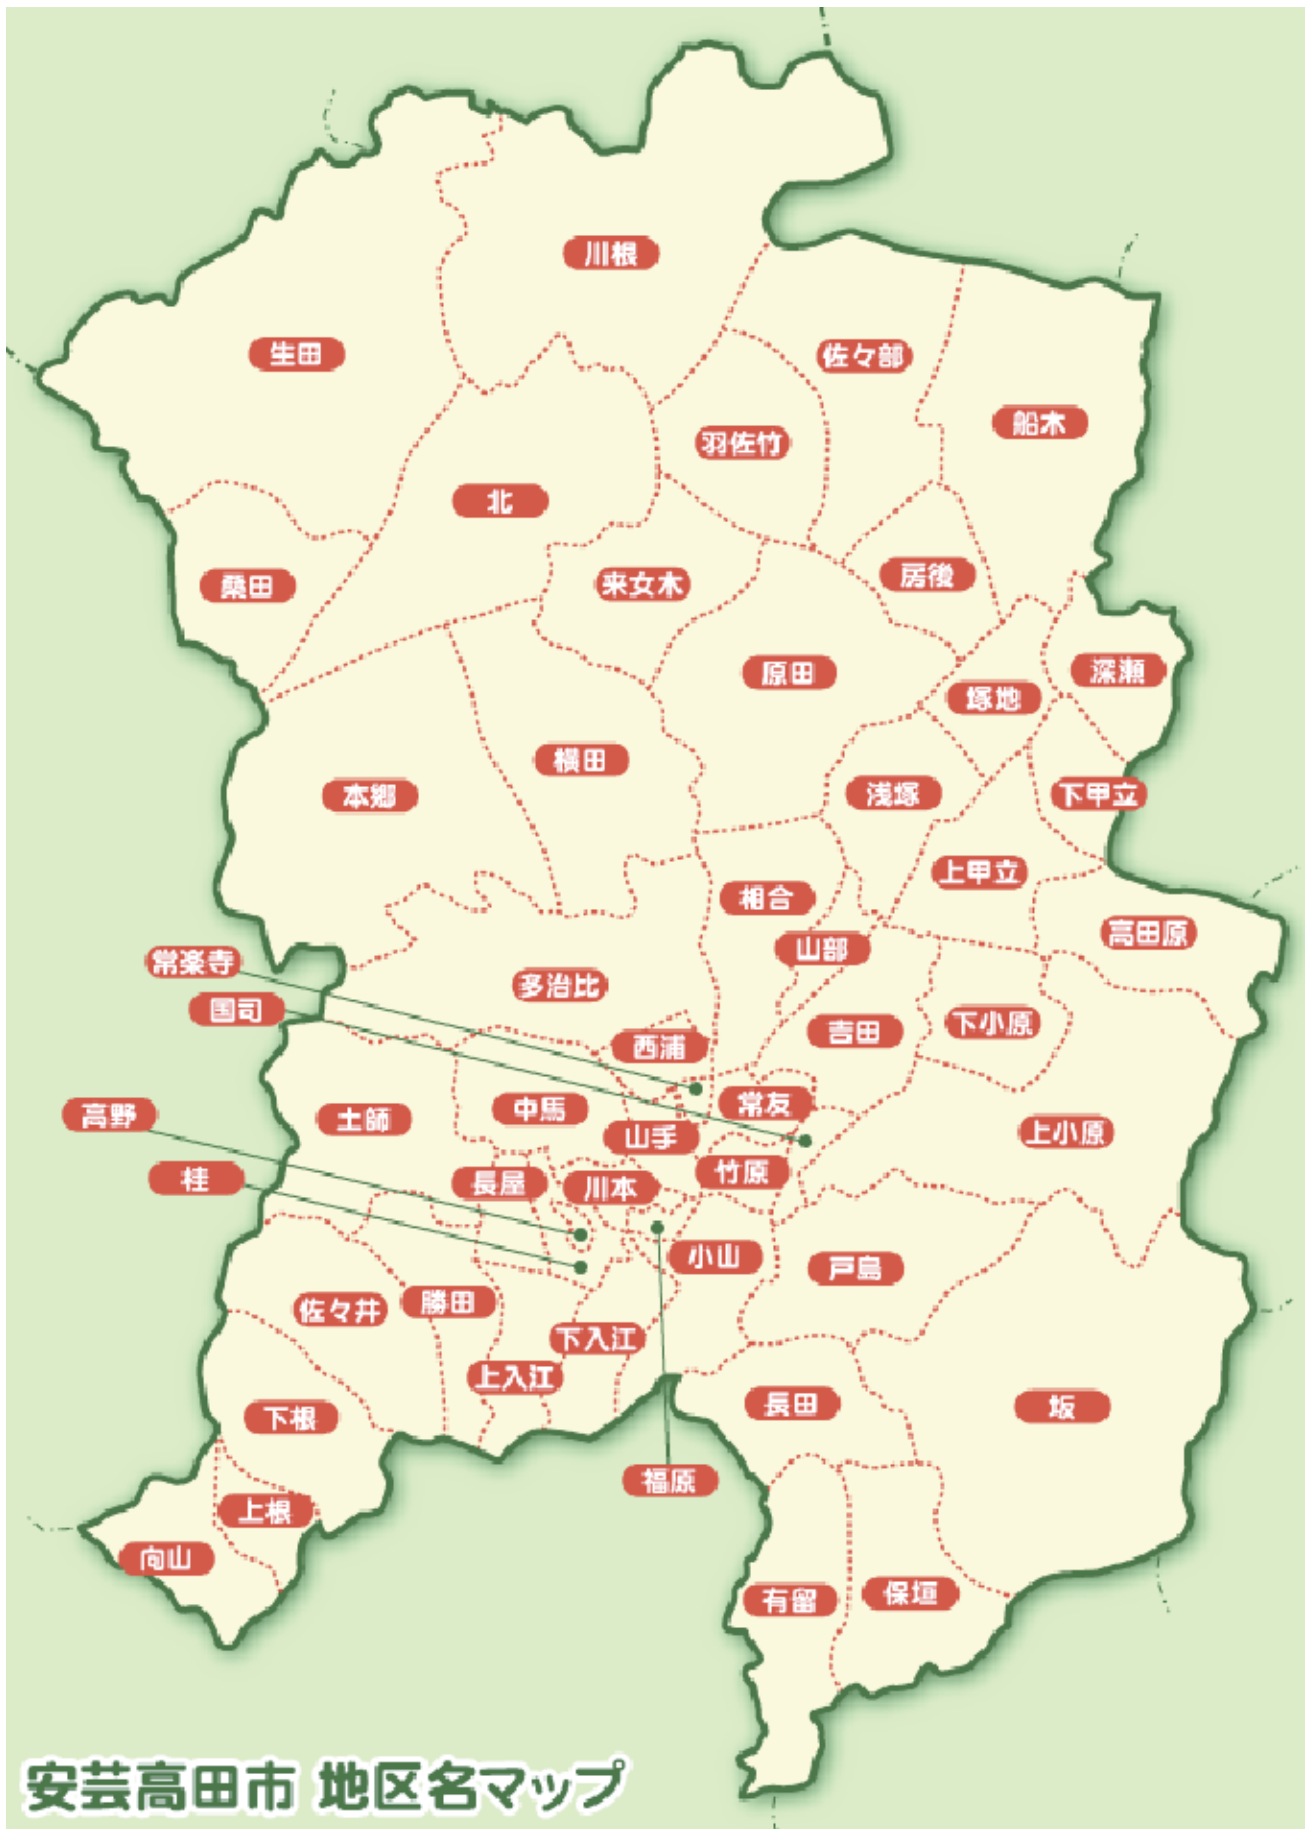 川根
生田
佐々部
船木
羽佐竹
北
桑田
来女木
房後
原田
深瀬
塚地
横田
本郷
浅塚
下甲立
上甲立
相合
高田原
山部
常楽寺
多治比
国司
吉田
下小原
西浦
常友
中馬
土師
高野
山手
上小原
竹原
桂
長屋
川本
小山
戸島
佐々井
勝田
下入江
上入江
長田
坂
下根
福原
上根
向山
有留
保垣
安芸高田市 地区名マップ